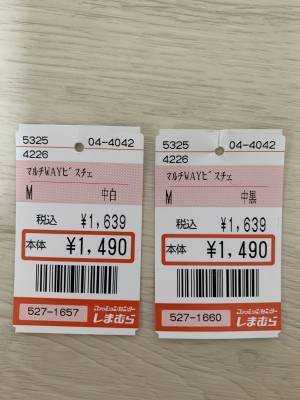 5325 04-4042
4226
マルチWAYビスチェ
M 中白
税込 ¥1,639
本体 ¥1,490
527-1657
ファッションセンター
しまむら
5325 04-4042
4226
マルチWAYビスチェ
M 中黒
税込 ¥1,639
本体 ¥1,490
527-1660
ファッションセンター
しまむら